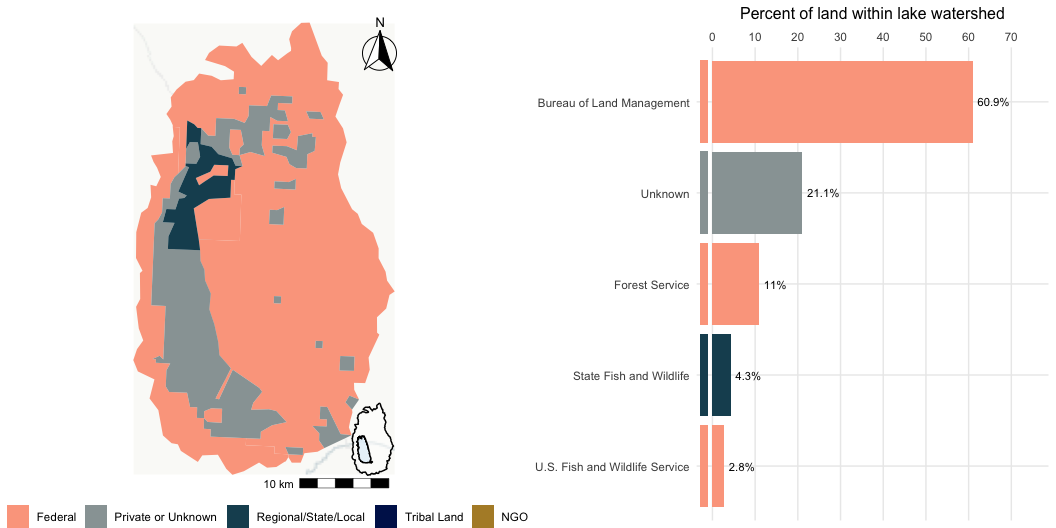 N
10 km
Federal
Private or Unknown
Regional/State/Local
Tribal Land
NGO
Percent of land within lake watershed
0 10 20 30 40 50 60 70
Bureau of Land Management 60.9%
Unknown 21.1%
Forest Service 11%
State Fish and Wildlife 4.3%
U.S. Fish and Wildlife Service 2.8%